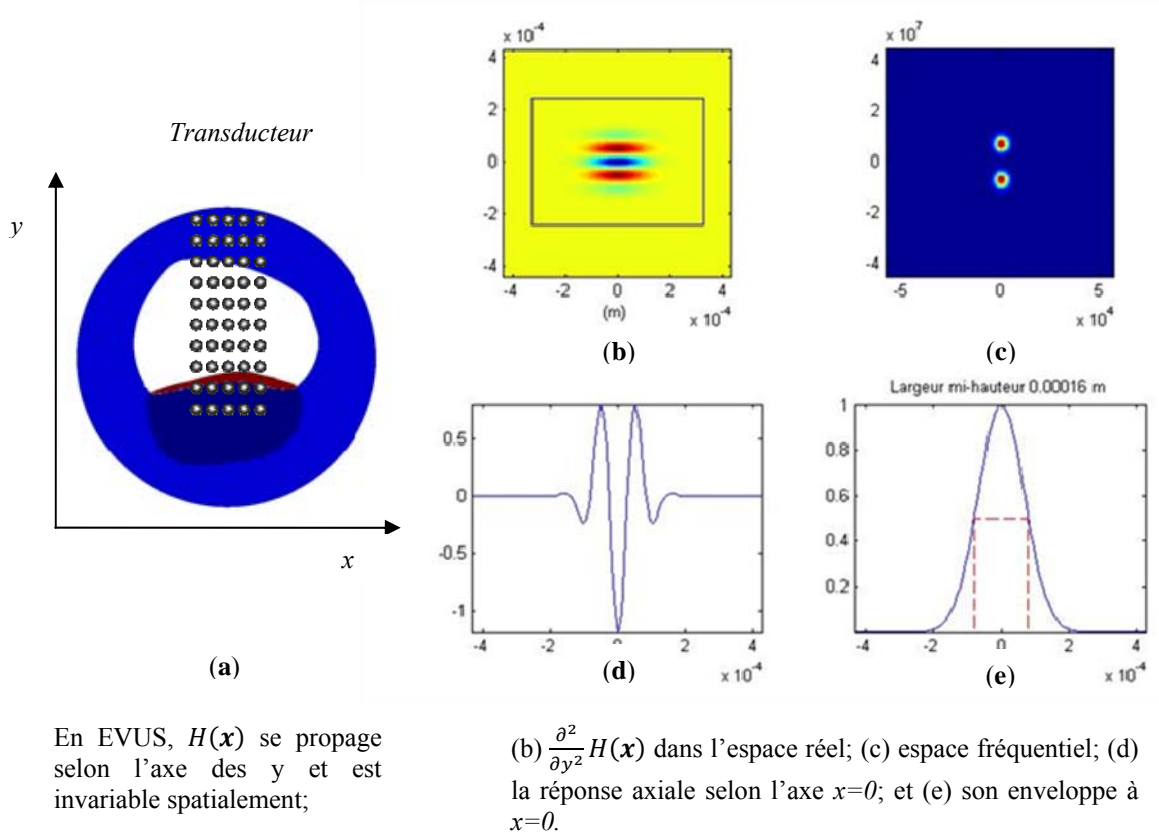 Transducteur
y
x
(a)
x 10^-4
4
2
0
-2
-4
-4 -2 0 2 4
(m)
x 10^-4
(b)
x 10^7
4
2
0
-2
-4
-5 0 5
x 10^4
(c)
0.5
0
-0.5
-1
-4 -2 0 2 4
x 10^-4
(d)
Largeur mi-hauteur 0.00016 m
1
0.8
0.6
0.4
0.2
-4 -2 0 2 4
x 10^-4
(e)
En EVUS, H(x) se propage
selon l'axe des y et est
invariable spatialement;
(b) ∂²/∂y² H(x) dans l'espace réel; (c) espace fréquentiel; (d)
la réponse axiale selon l'axe x=0; et (e) son enveloppe à
x=0.